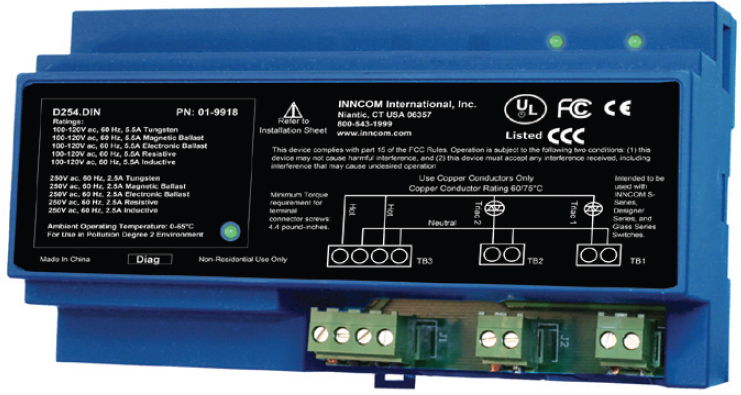 D254.DIN PN: 01-9918
Ratings:
100-120V ac, 60 Hz, 5.5A Tungsten
100-120V ac, 60 Hz, 5.5A Magnetic Ballast
100-120V ac, 60 Hz, 5.5A Electronic Ballast
100-120V ac, 60 Hz, 5.5A Resistive
100-120V ac, 60 Hz, 5.5A Inductive
250V ac, 60 Hz, 2.5A Tungsten
250V ac, 60 Hz, 2.5A Magnetic Ballast
250V ac, 60 Hz, 2.5A Electronic Ballast
250V ac, 60 Hz, 2.5A Resistive
250V ac, 60 Hz, 2.5A Inductive
Ambient Operating Temperature: 0-55°C
For Use in Pollution Degree 2 Environment
Made In China
Diag
Non-Residential Use Only
Refer to
Installation Sheet
INNCOM International, Inc.
Niantic, CT USA 06357
800-543-1999
www.inncom.com
UL
FC
CE
Listed CCC
This device complies with part 15 of the FCC Rules. Operation is subject to the following two conditions: (1) this
device may not cause harmful interference, and (2) this device must accept any interference received, including
interference that may cause undesired operation
Use Copper Conductors Only
Copper Conductor Rating 60/75°C
Minimum Torque
requirement for
terminal
connector screws:
4.4 pound-inches.
Hot
Hot
Neutral
Triac 2
Triac 1
TB3
TB2
TB1
Intended to be
used with
INNCOM S-
Series,
Designer
Series, and
Glass Series
Switches.
J1
J2